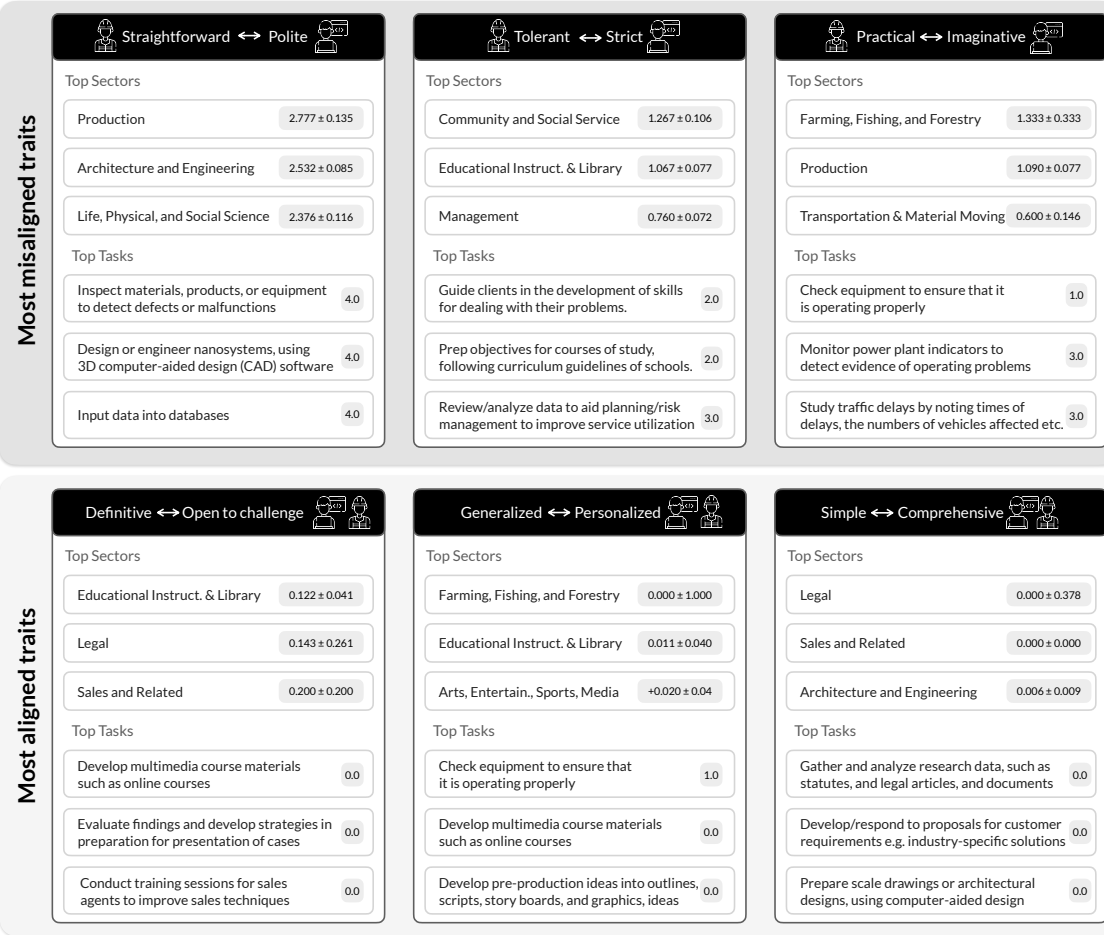 Most misaligned traits
Straightforward ↔ Polite
Top Sectors
Production 2.777 ± 0.135
Architecture and Engineering 2.532 ± 0.085
Life, Physical, and Social Science 2.376 ± 0.116
Top Tasks
Inspect materials, products, or equipment
to detect defects or malfunctions 4.0
Design or engineer nanosystems, using
3D computer-aided design (CAD) software 4.0
Input data into databases 4.0
Tolerant ↔ Strict
Top Sectors
Community and Social Service 1.267 ± 0.106
Educational Instruct. & Library 1.067 ± 0.077
Management 0.760 ± 0.072
Top Tasks
Guide clients in the development of skills
for dealing with their problems. 2.0
Prep objectives for courses of study,
following curriculum guidelines of schools. 2.0
Review/analyze data to aid planning/risk
management to improve service utilization 3.0
Practical ↔ Imaginative
Top Sectors
Farming, Fishing, and Forestry 1.333 ± 0.333
Production 1.090 ± 0.077
Transportation & Material Moving 0.600 ± 0.146
Top Tasks
Check equipment to ensure that it
is operating properly 1.0
Monitor power plant indicators to
detect evidence of operating problems 3.0
Study traffic delays by noting times of
delays, the numbers of vehicles affected etc. 3.0
Most aligned traits
Definitive ↔ Open to challenge
Top Sectors
Educational Instruct. & Library 0.122 ± 0.041
Legal 0.143 ± 0.261
Sales and Related 0.200 ± 0.200
Top Tasks
Develop multimedia course materials
such as online courses 0.0
Evaluate findings and develop strategies in
preparation for presentation of cases 0.0
Conduct training sessions for sales
agents to improve sales techniques 0.0
Generalized ↔ Personalized
Top Sectors
Farming, Fishing, and Forestry 0.000 ± 1.000
Educational Instruct. & Library 0.011 ± 0.040
Arts, Entertain., Sports, Media +0.020 ± 0.04
Top Tasks
Check equipment to ensure that
it is operating properly 1.0
Develop multimedia course materials
such as online courses 0.0
Develop pre-production ideas into outlines,
scripts, story boards, and graphics, ideas 0.0
Simple ↔ Comprehensive
Top Sectors
Legal 0.000 ± 0.378
Sales and Related 0.000 ± 0.000
Architecture and Engineering 0.006 ± 0.009
Top Tasks
Gather and analyze research data, such as
statutes, and legal articles, and documents 0.0
Develop/respond to proposals for customer
requirements e.g. industry-specific solutions 0.0
Prepare scale drawings or architectural
designs, using computer-aided design 0.0